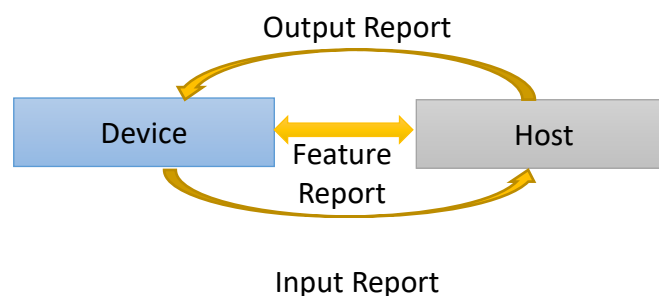 Output Report
Device
Host
Feature
Report
Input Report